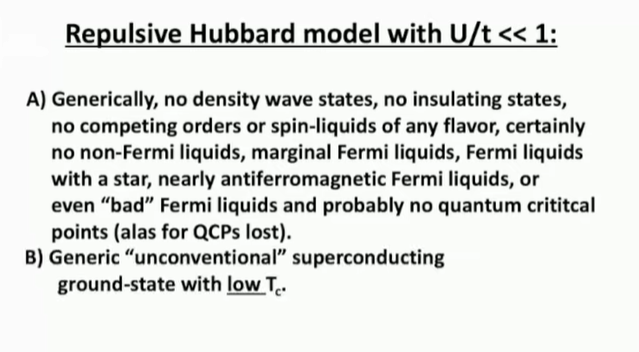 Repulsive Hubbard model with U/t << 1:
A) Generically, no density wave states, no insulating states,
no competing orders or spin-liquids of any flavor, certainly
no non-Fermi liquids, marginal Fermi liquids, Fermi liquids
with a star, nearly antiferromagnetic Fermi liquids, or
even “bad” Fermi liquids and probably no quantum crititcal
points (alas for QCPs lost).
B) Generic “unconventional” superconducting
ground-state with low Tc.